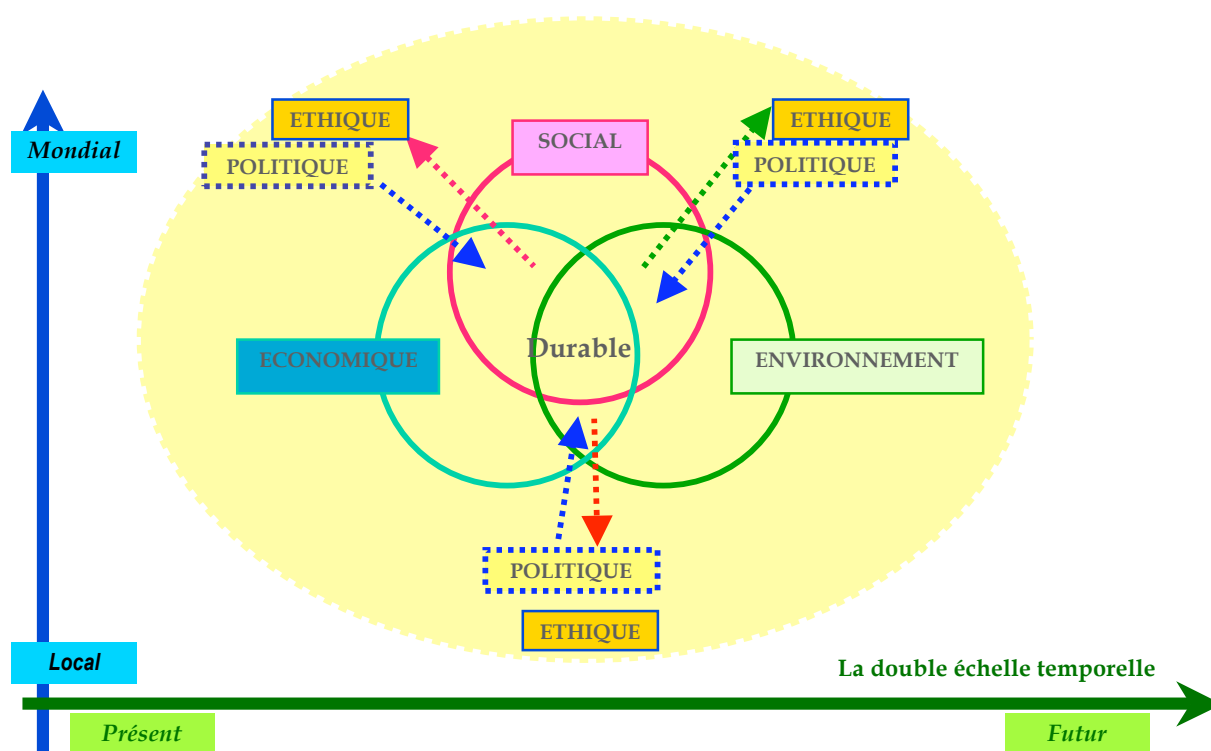 ETHIQUE
ETHIQUE
SOCIAL
Mondial
POLITIQUE
POLITIQUE
Durable
ECONOMIQUE
ENVIRONNEMENT
POLITIQUE
ETHIQUE
Local
La double échelle temporelle
Présent
Futur